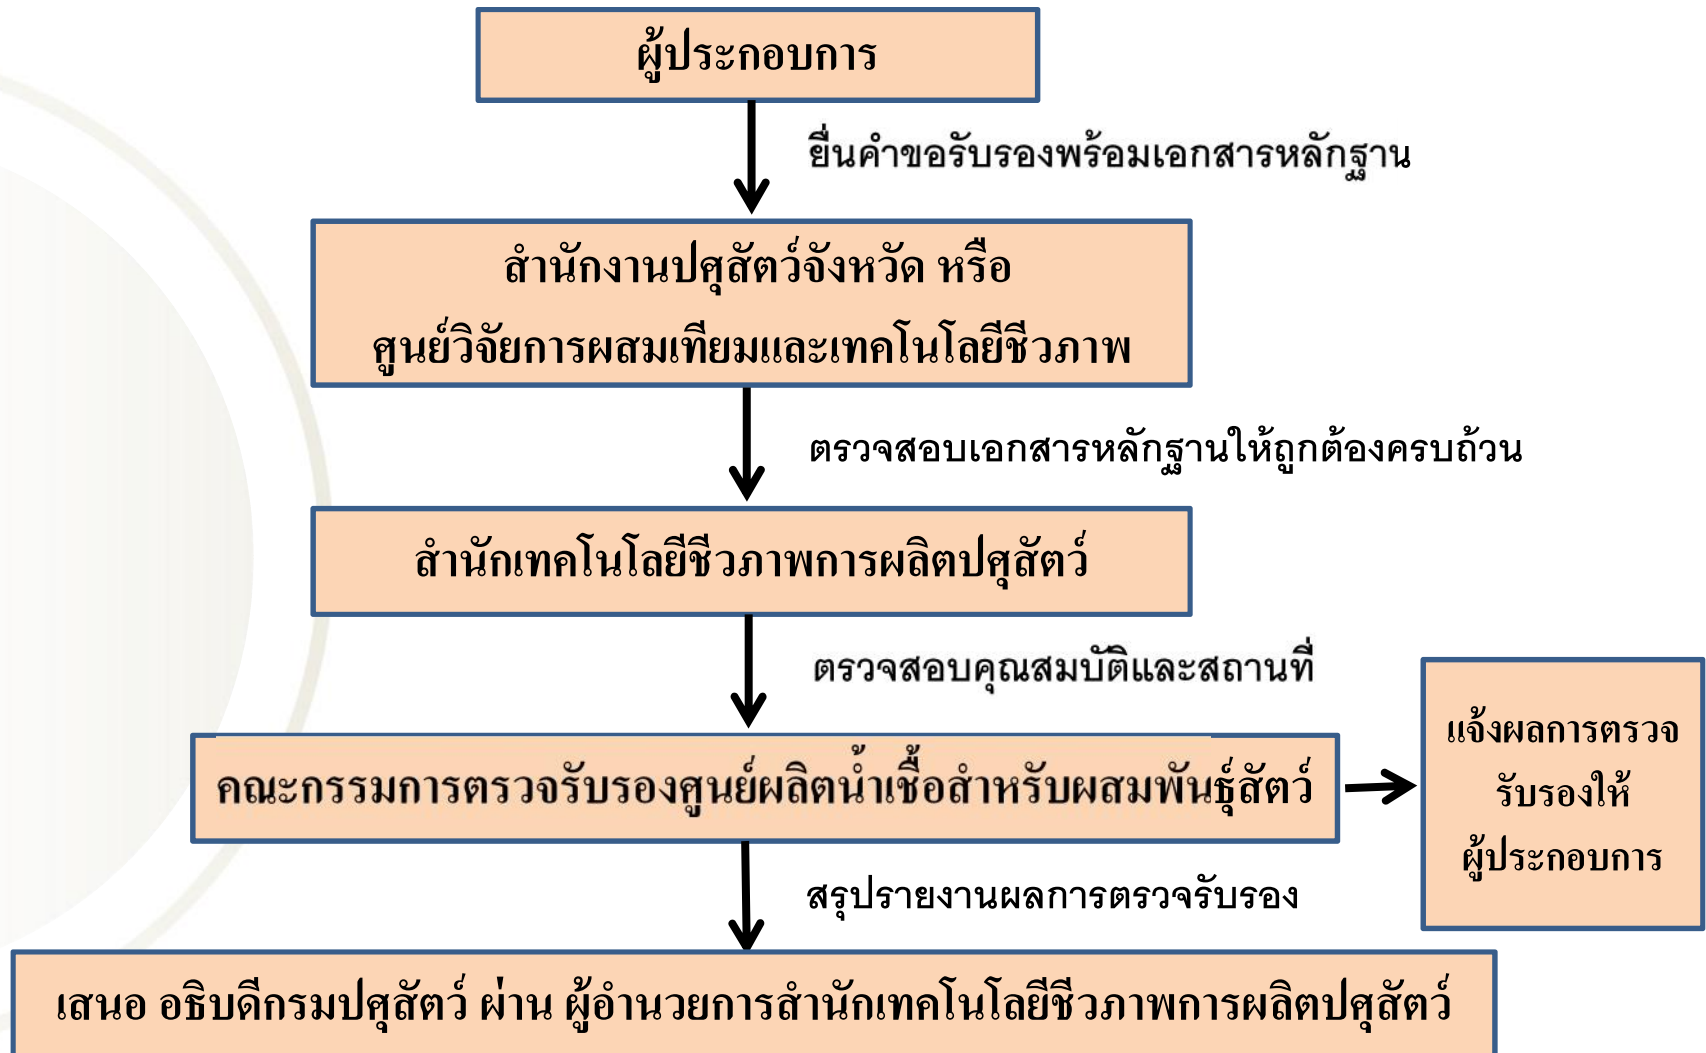 ผู้ประกอบการ
ยื่นคำขอรับรองพร้อมเอกสารหลักฐาน
สำนักงานปศุสัตว์จังหวัด หรือ
ศูนย์วิจัยการผสมเทียมและเทคโนโลยีชีวภาพ
ตรวจสอบเอกสารหลักฐานให้ถูกต้องครบถ้วน
สำนักเทคโนโลยีชีวภาพการผลิตปศุสัตว์
ตรวจสอบคุณสมบัติและสถานที่
คณะกรรมการตรวจรับรองศูนย์ผลิตน้ำเชื้อสำหรับผสมพันธุ์สัตว์
แจ้งผลการตรวจ
รับรองให้
ผู้ประกอบการ
สรุปรายงานผลการตรวจรับรอง
เสนอ อธิบดีกรมปศุสัตว์ ผ่าน ผู้อำนวยการสำนักเทคโนโลยีชีวภาพการผลิตปศุสัตว์